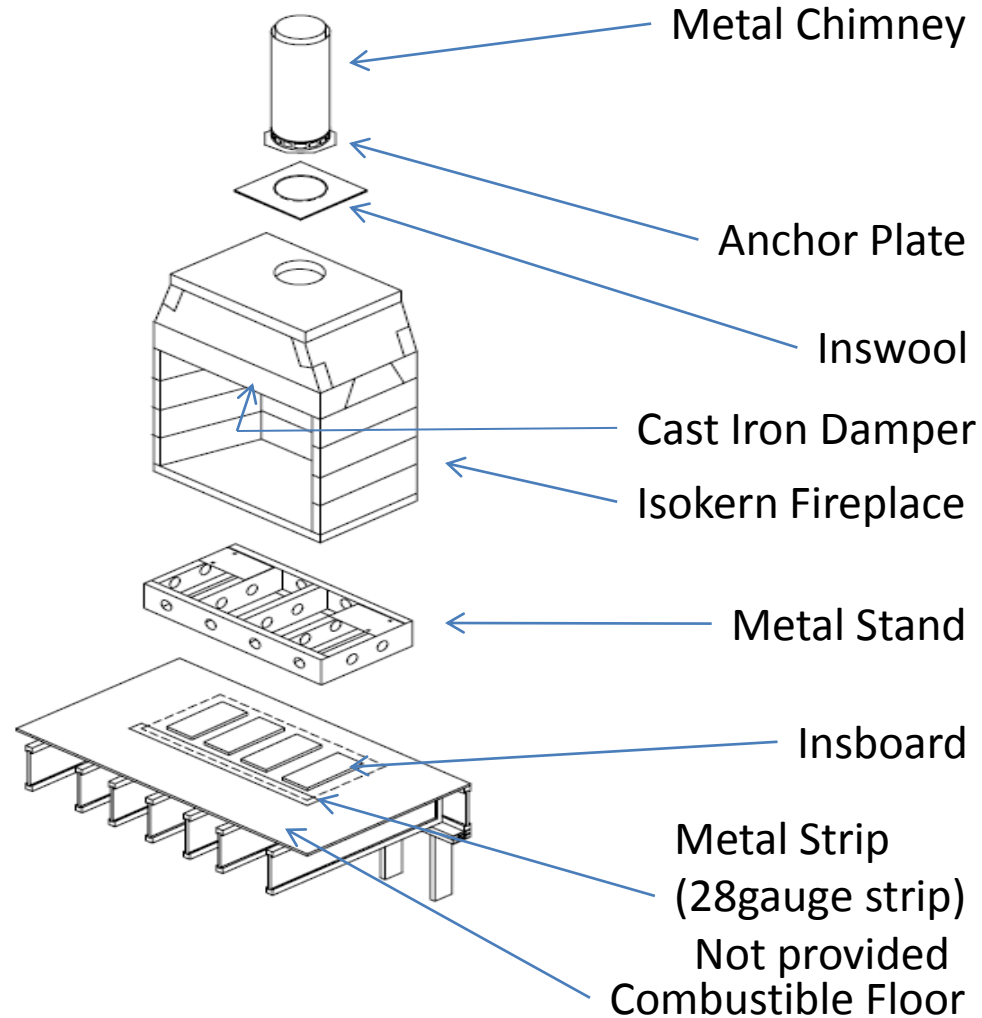 Metal Chimney
Anchor Plate
Inswool
Cast Iron Damper
Isokern Fireplace
Metal Stand
Insboard
Metal Strip
(28gauge strip)
Not provided
Combustible Floor